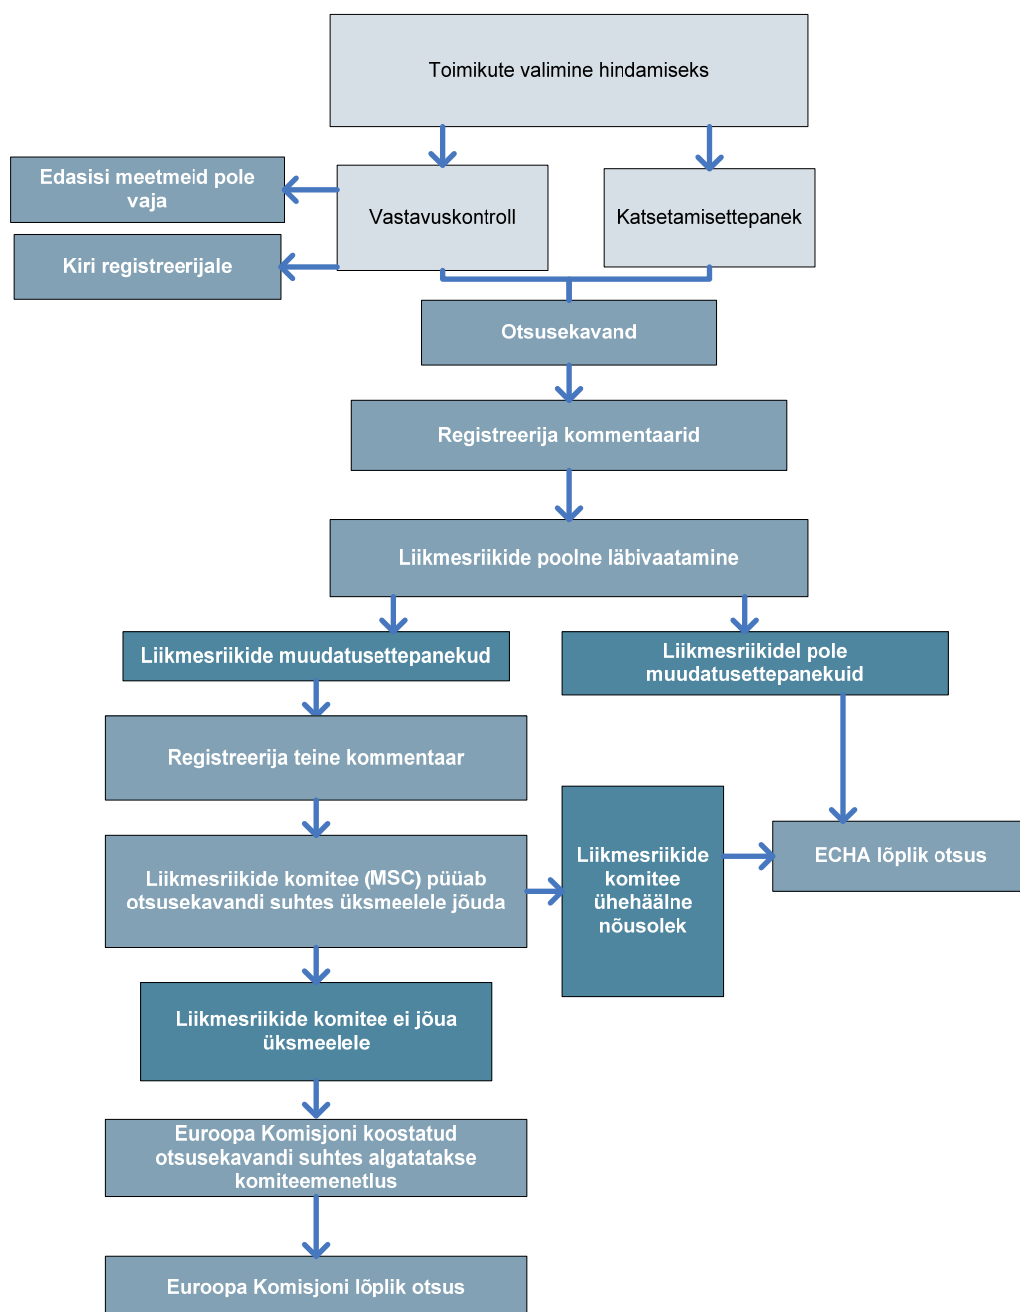 Toimikute valimine hindamiseks
Edasisi meetmeid pole
vaja
Vastavuskontroll
Katsetamisettepanek
Kiri registreerijale
Otsusekavand
Registreerija kommentaarid
Liikmesriikide poolne läbivaatamine
Liikmesriikide muudatusettepanekud
Liikmesriikidel pole
muudatusettepanekuid
Registreerija teine kommentaar
Liikmesriikide komitee (MSC) püüab
otsusekavandi suhtes üksmeelele jõuda
Liikmesriikide
komitee
ühehäälne
nõusolek
ECHA lõplik otsus
Liikmesriikide komitee ei jõua
üksmeelele
Euroopa Komisjoni koostatud
otsusekavandi suhtes algatatakse
komiteemenetlus
Euroopa Komisjoni lõplik otsus